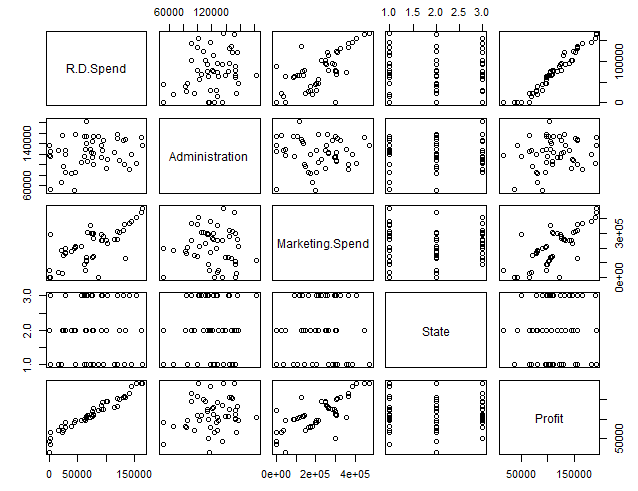 60000 120000 1.0 1.5 2.0 2.5 3.0
R.D.Spend
0 100000
60000 140000
Administration
Marketing.Spend
0e+00 3e+05
1.0 2.0 3.0
State
Profit
50000
0 50000 150000 0e+00 2e+05 4e+05 50000 150000